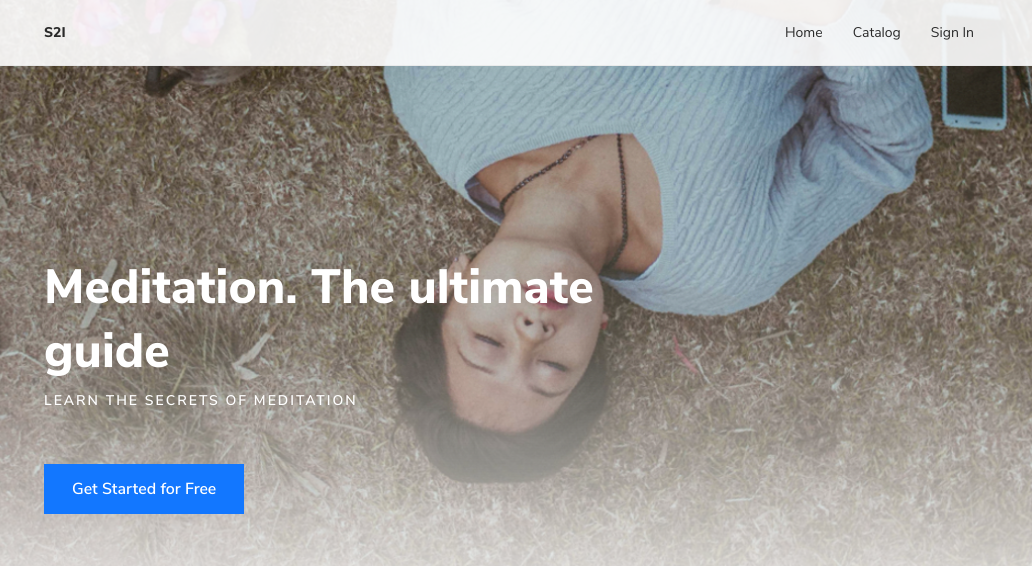 S2I
Home Catalog Sign In
Meditation. The ultimate
guide
LEARN THE SECRETS OF MEDITATION
Get Started for Free